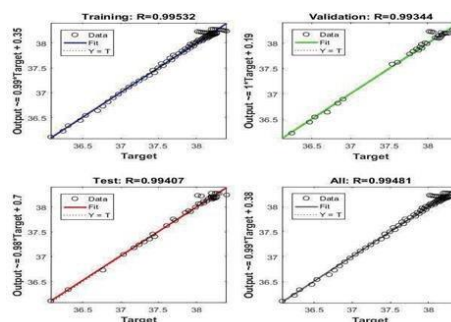 Training: R=0.99532
Output ~= 0.99*Target + 0.35
38
37.5
37
36.5
Data
Fit
Y = T
36.5
37
37.5
38
Target
Validation: R=0.99344
Output ~= 1*Target + 0.19
38
37.5
37
36.5
Data
Fit
Y = T
36.5
37
37.5
38
Target
Test: R=0.99407
Output ~= 0.98*Target + 0.7
38
37.5
37
36.5
Data
Fit
Y = T
36.5
37
37.5
38
Target
All: R=0.99481
Output ~= 0.99*Target + 0.38
38
37.5
37
36.5
Data
Fit
Y = T
36.5
37
37.5
38
Target